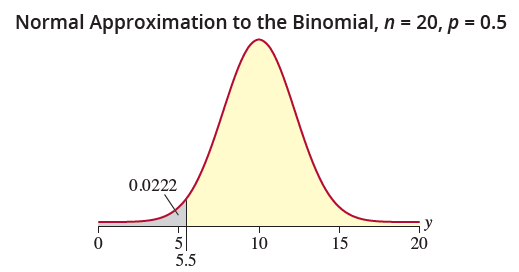 Normal Approximation to the Binomial, n = 20, p = 0.5
0.0222
y
0 5 10 15 20
5.5